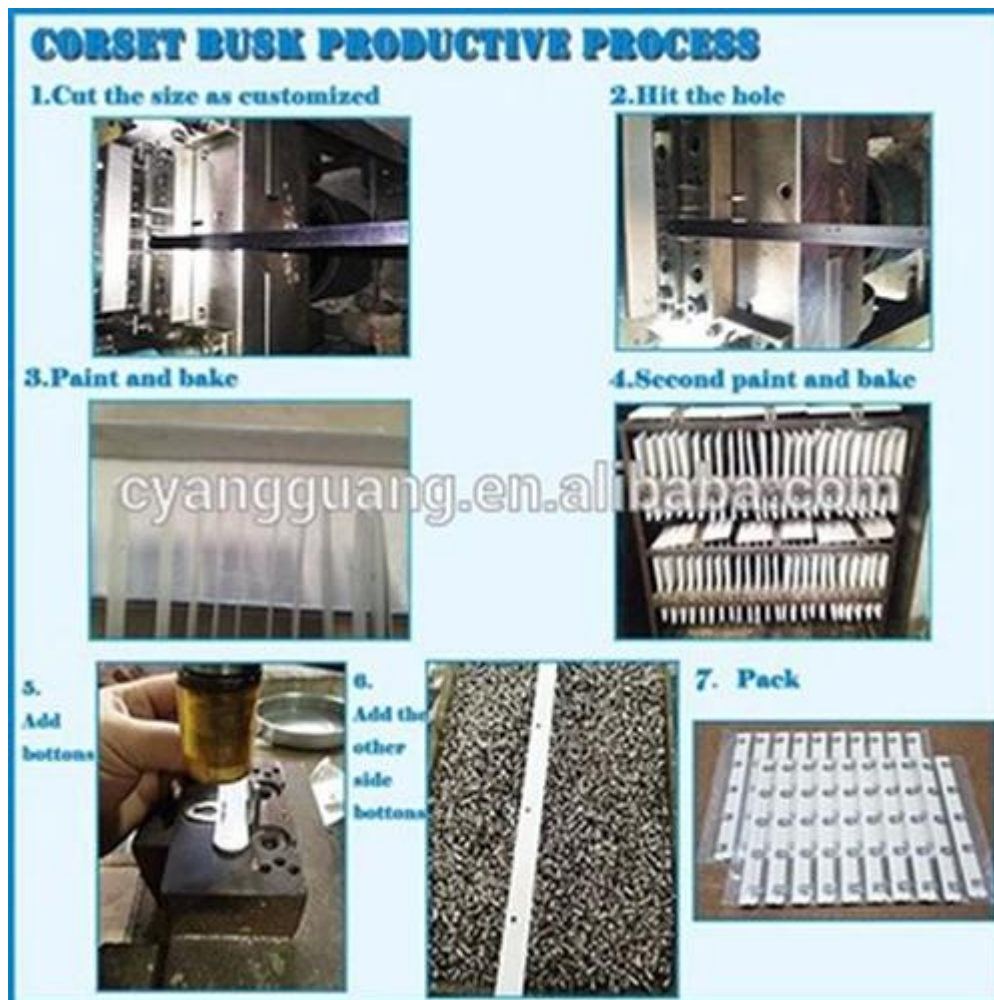 CORSET BUSK PRODUCTIVE PROCESS
1.Cut the size as customized
2.Hit the hole
3.Paint and bake
4.Second paint and bake
cyangguang.en.alibaba.com
5.
Add
bottons
6.
Add the
other
side
bottons
7. Pack